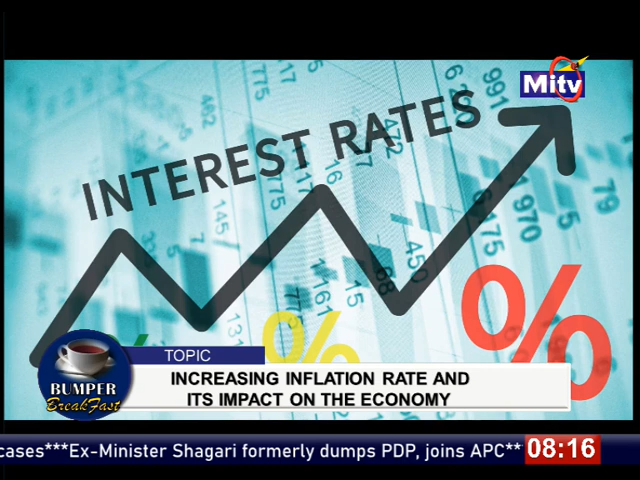 Mitv
INTEREST RATES
%
%
%
TOPIC
INCREASING INFLATION RATE AND
ITS IMPACT ON THE ECONOMY
BUMPER
BreakFast
cases***Ex-Minister Shagari formerly dumps PDP, joins APC**
08:16